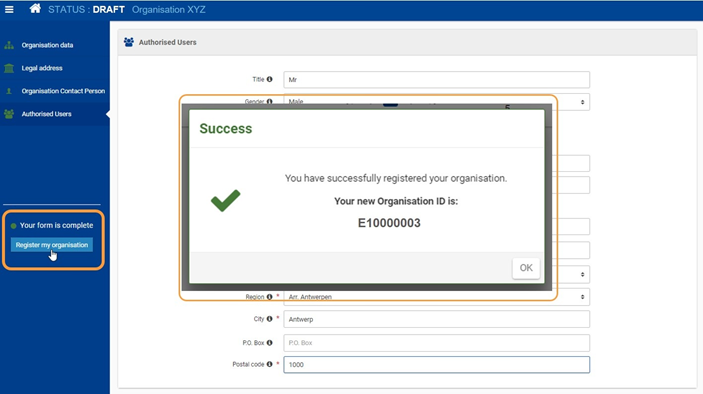 STATUS : DRAFT Organisation XYZ
Organisation data
Legal address
Organisation Contact Person
Authorised Users
Your form is complete
Register my organisation
Authorised Users
Title
Mr
Gender
Male
Success
You have successfully registered your organisation.
Your new Organisation ID is:
E10000003
OK
Region *
Arr. Antwerpen
City *
Antwerp
P.O. Box
P.O. Box
Postal code *
1000